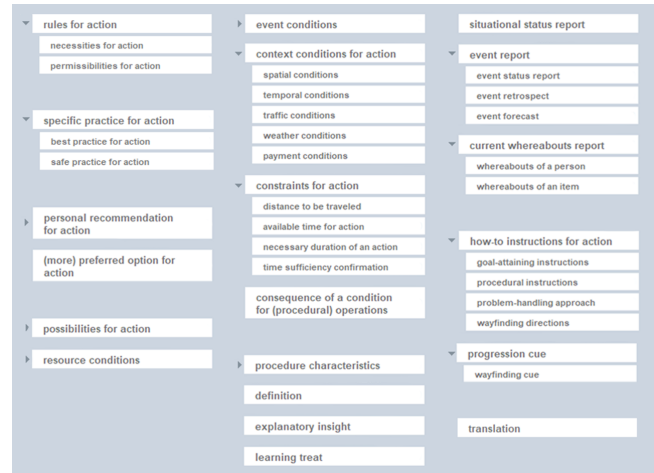 rules for action
necessities for action
permissibilities for action
specific practice for action
best practice for action
safe practice for action
personal recommendation
for action
(more) preferred option for
action
possibilities for action
resource conditions
event conditions
context conditions for action
spatial conditions
temporal conditions
traffic conditions
weather conditions
payment conditions
constraints for action
distance to be traveled
available time for action
necessary duration of an action
time sufficiency confirmation
consequence of a condition
for (procedural) operations
procedure characteristics
definition
explanatory insight
learning treat
situational status report
event report
event status report
event retrospect
event forecast
current whereabouts report
whereabouts of a person
whereabouts of an item
how-to instructions for action
goal-attaining instructions
procedural instructions
problem-handling approach
wayfinding directions
progression cue
wayfinding cue
translation